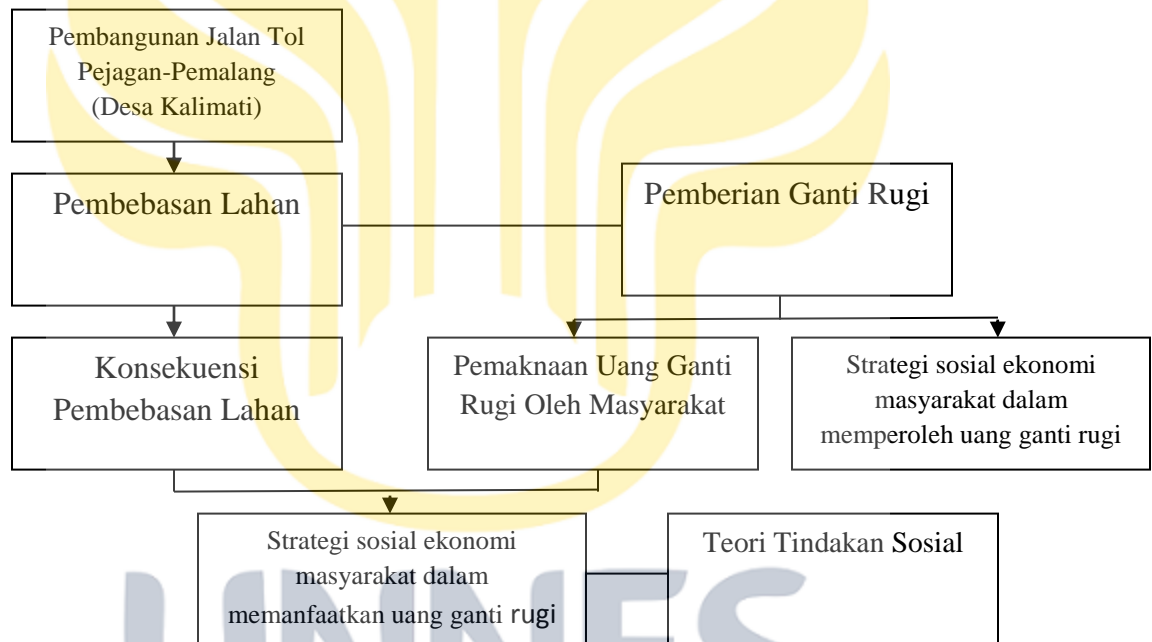 Pembangunan Jalan Tol
Pejagan-Pemalang
(Desa Kalimati)
Pembebasan Lahan
Pemberian Ganti Rugi
Konsekuensi
Pembebasan Lahan
Pemaknaan Uang Ganti
Rugi Oleh Masyarakat
Strategi sosial ekonomi
masyarakat dalam
memperoleh uang ganti rugi
Strategi sosial ekonomi
masyarakat dalam
memanfaatkan uang ganti rugi
Teori Tindakan Sosial
UNNES